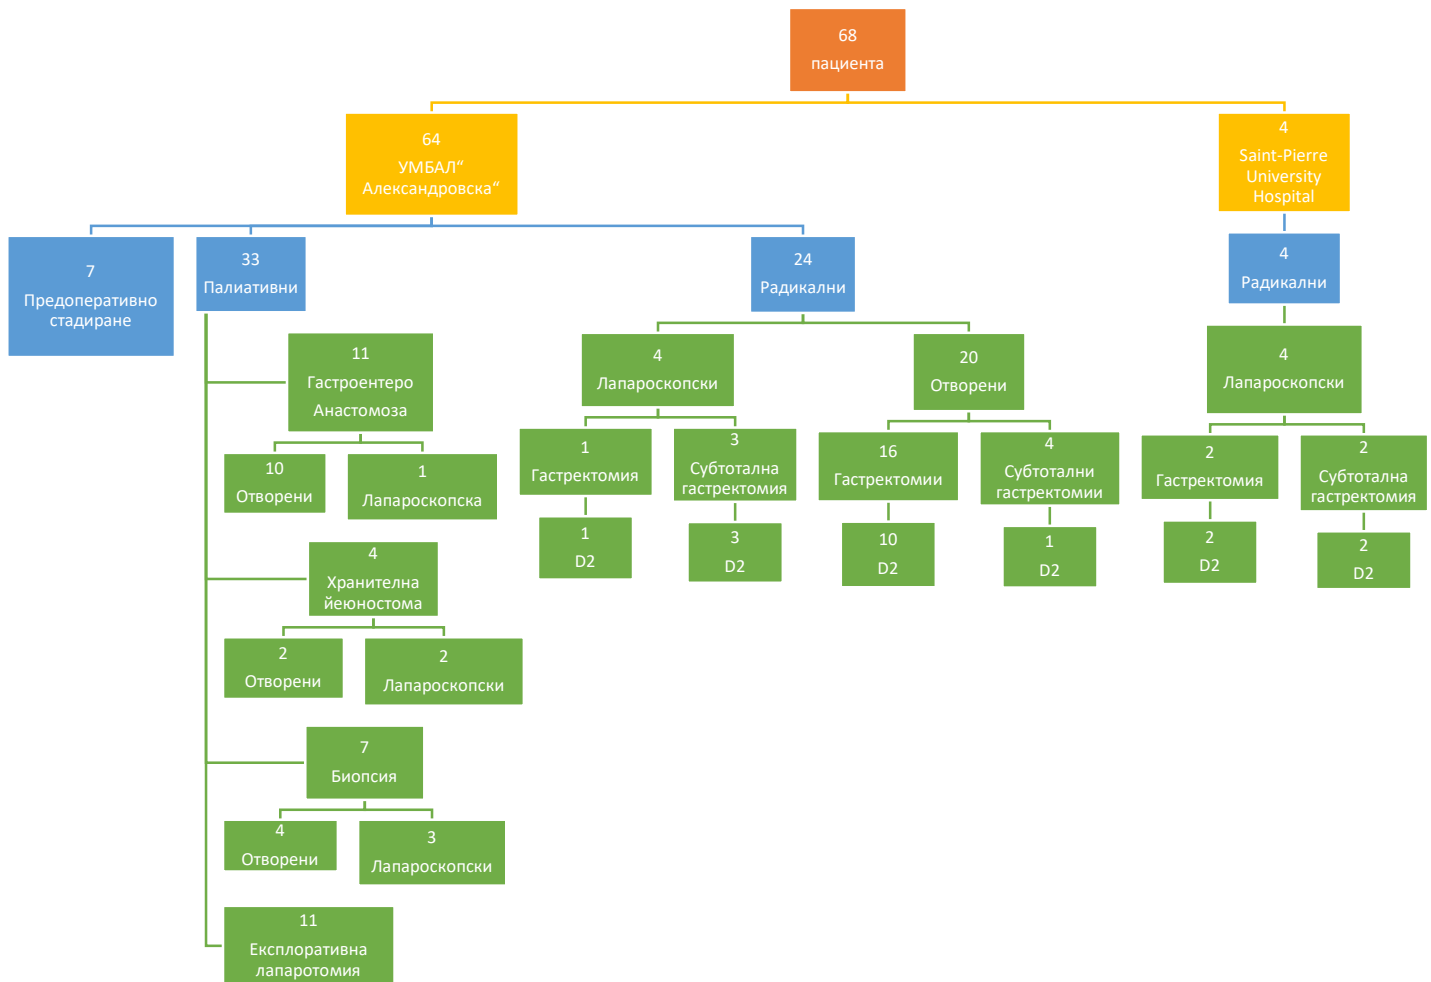 68
пациента
64
УМБАЛ“
Александровска“
4
Saint-Pierre
University
Hospital
7
Предоперативно
стадиране
33
Палиативни
24
Радикални
4
Радикални
11
Гастроентеро
Анастомоза
10
Отворени
1
Лапароскопска
4
Хранителна
йеюностома
2
Отворени
2
Лапароскопски
7
Биопсия
4
Отворени
3
Лапароскопски
11
Експлоративна
лапаротомия
4
Лапароскопски
1
Гастректомия
1
D2
3
Субтотална
гастректомия
3
D2
20
Отворени
16
Гастректомии
10
D2
4
Субтотални
гастректомии
1
D2
4
Лапароскопски
2
Гастректомия
2
D2
2
Субтотална
гастректомия
2
D2